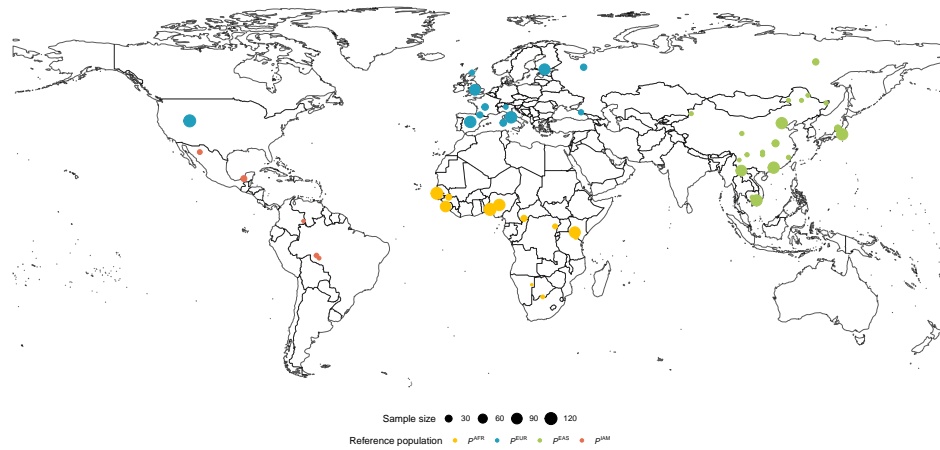 Sample size 30 60 90 120
Reference population P^AFR P^EUR P^EAS P^IAM